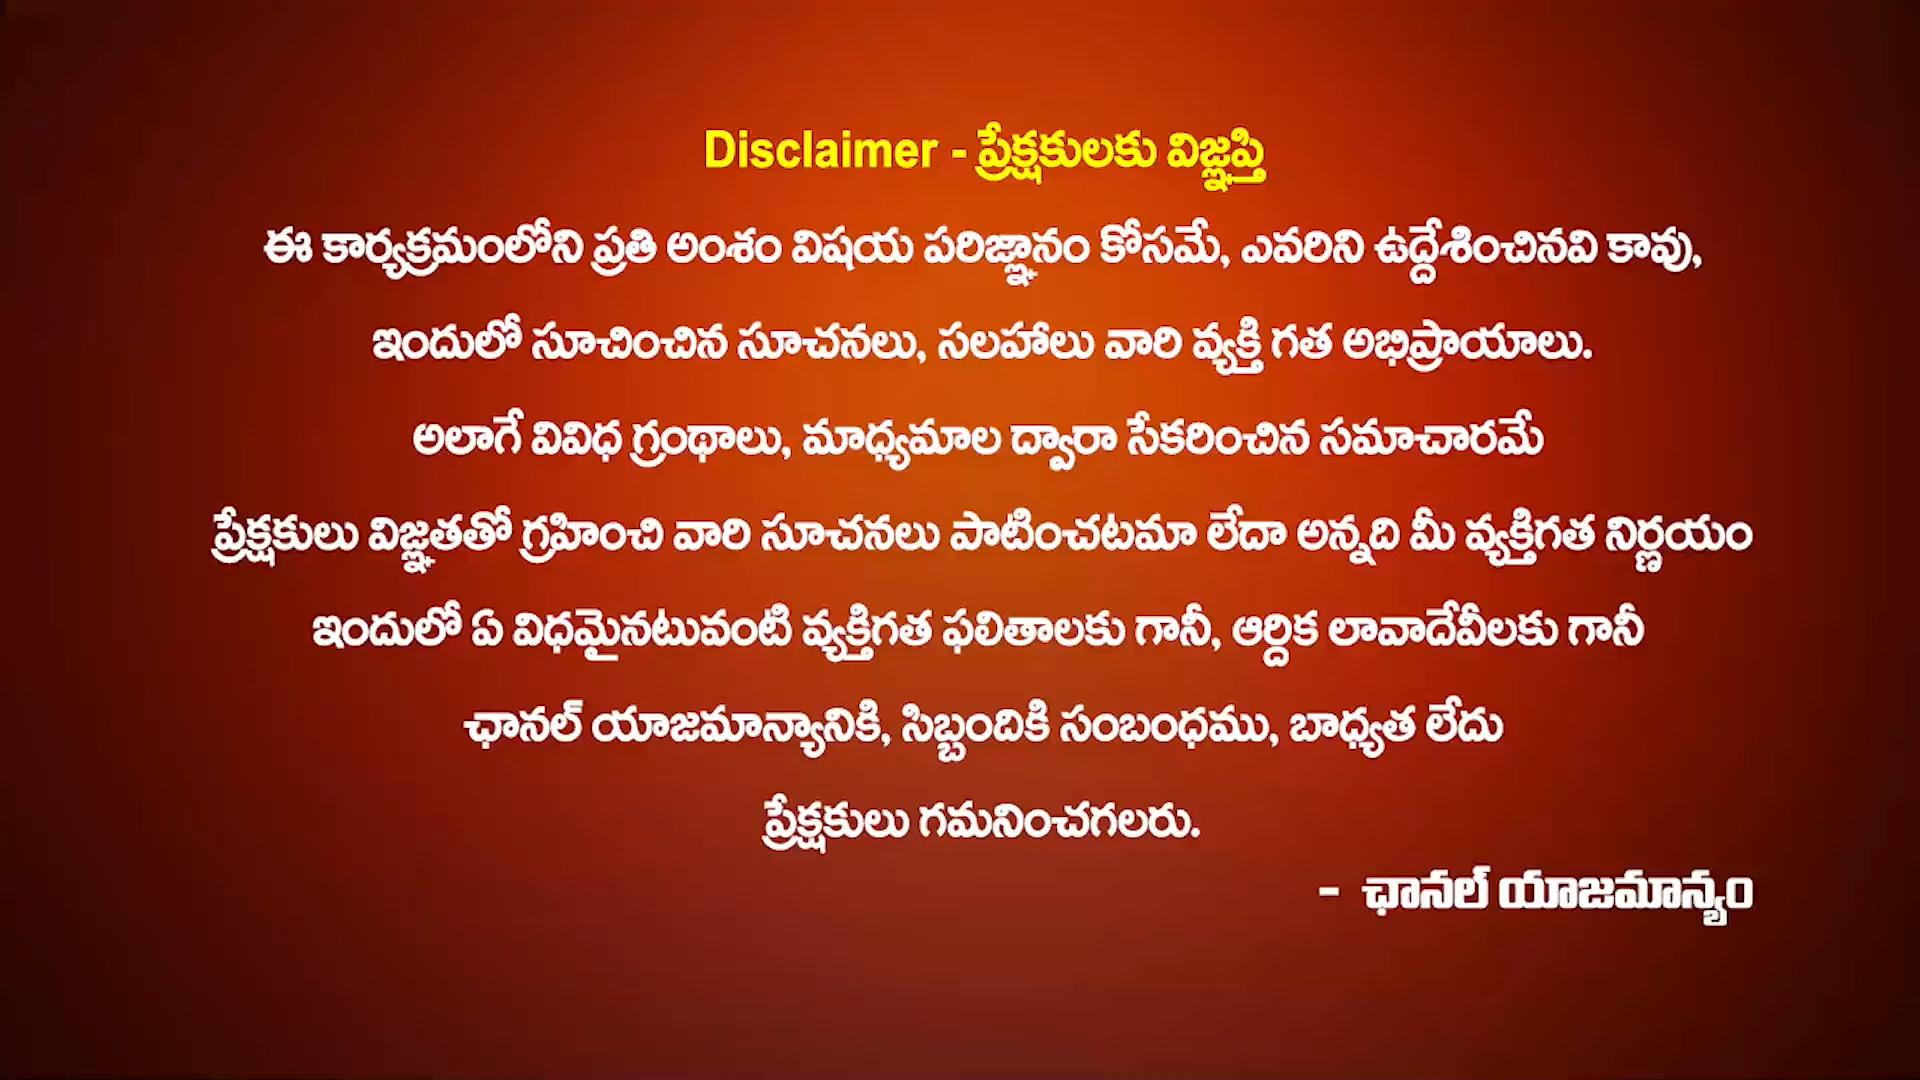 Disclaimer - ప్రేక్షకులకు విజ్ఞప్తి
ఈ కార్యక్రమంలోని ప్రతి అంశం విషయ పరిజ్ఞానం కోసమే, ఎవరిని ఉద్దేశించినవి కావు,
ఇందులో సూచించిన సూచనలు, సలహాలు వారి వ్యక్తి గత అభిప్రాయాలు.
అలాగే వివిధ గ్రంథాలు, మాధ్యమాల ద్వారా సేకరించిన సమాచారమే
ప్రేక్షకులు విజ్ఞతతో గ్రహించి వారి సూచనలు పాటించటమా లేదా అన్నది మీ వ్యక్తిగత నిర్ణయం
ఇందులో ఏ విధమైనటువంటి వ్యక్తిగత ఫలితాలకు గానీ, ఆర్దిక లావాదేవీలకు గానీ
ఛానల్ యాజమాన్యానికి, సిబ్బందికి సంబంధము, బాధ్యత లేదు
ప్రేక్షకులు గమనించగలరు.
- ఛానల్ యాజమాన్యం